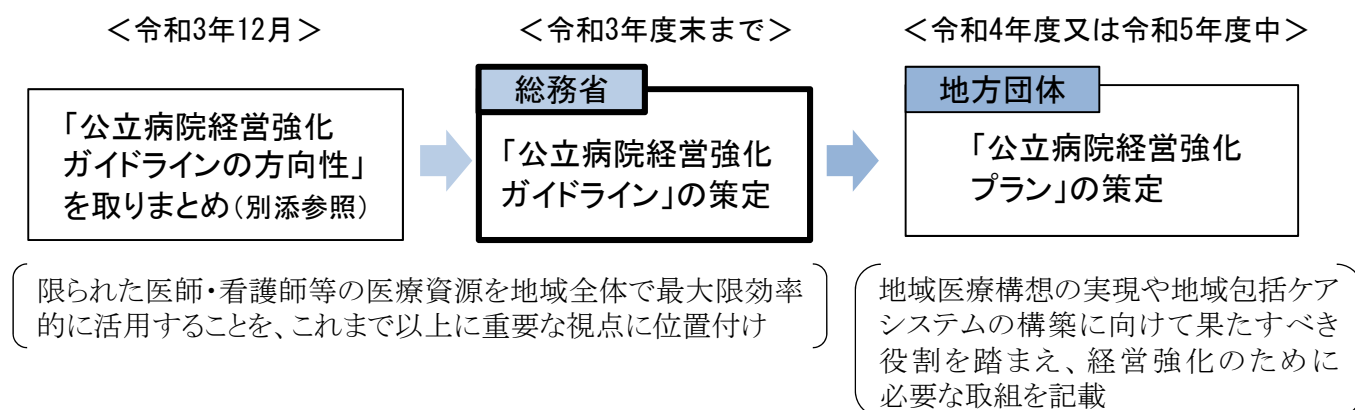 ＜令和3年12月＞
＜令和3年度末まで＞
＜令和4年度又は令和5年度中＞
「公立病院経営強化
ガイドラインの方向性」
を取りまとめ（別添参照）
総務省
「公立病院経営強化
ガイドライン」の策定
地方団体
「公立病院経営強化
プラン」の策定
限られた医師・看護師等の医療資源を地域全体で最大限効率
的に活用することを、これまで以上に重要な視点に位置付け
地域医療構想の実現や地域包括ケア
システムの構築に向けて果たすべき
役割を踏まえ、経営強化のために
必要な取組を記載